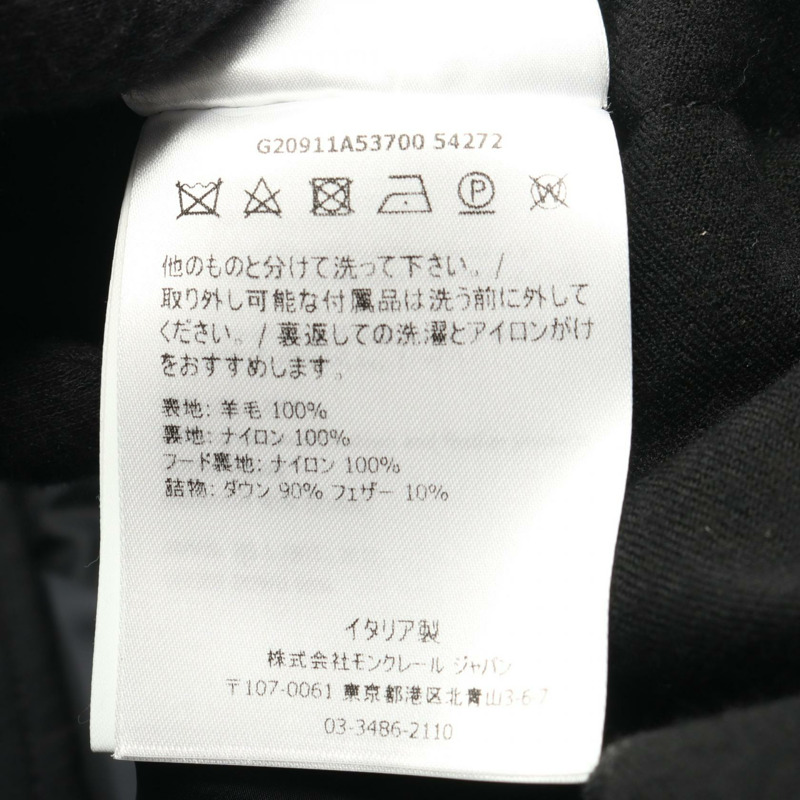 G20911A53700 54272
P
W
他のものと分けて洗って下さい。/
取り外し可能な付属品は洗う前に外して
ください。/ 裏返しての洗濯とアイロンがけ
をおすすめします。
表地: 羊毛 100%
裏地: ナイロン 100%
フード裏地: ナイロン 100%
詰物: ダウン 90% フェザー 10%
イタリア製
株式会社モンクレール ジャパン
〒107-0061 東京都港区北青山3-6-7
03-3486-2110